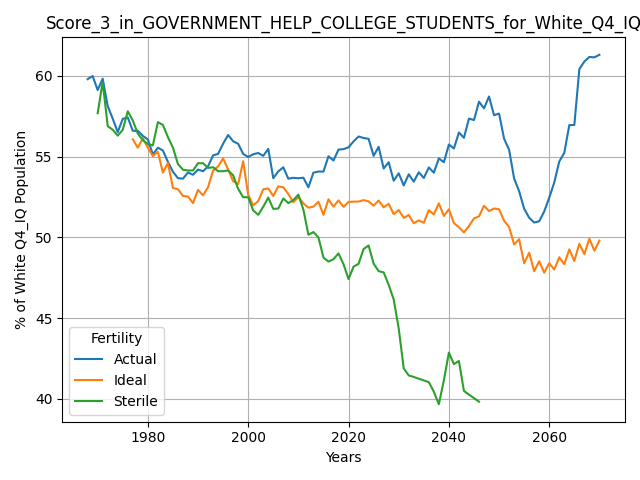 Score_3_in_GOVERNMENT_HELP_COLLEGE_STUDENTS_for_White_Q4_IQ
% of White Q4_IQ Population
60
55
50
45
40
Fertility
Actual
Ideal
Sterile
1980
2000
2020
2040
2060
Years